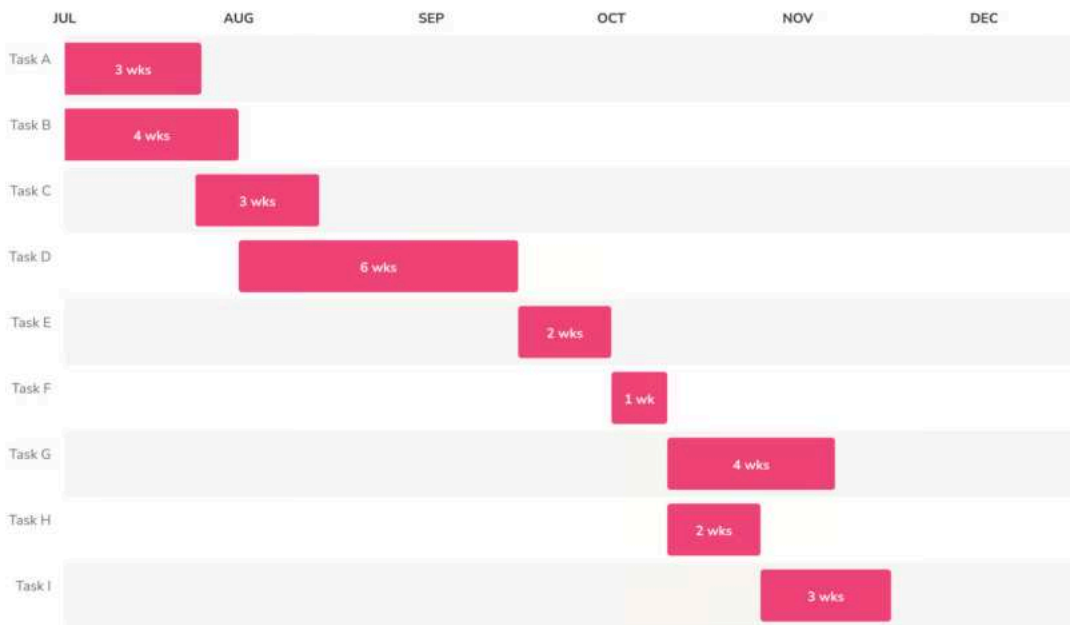 JUL AUG SEP OCT NOV DEC
Task A 3 wks
Task B 4 wks
Task C 3 wks
Task D 6 wks
Task E 2 wks
Task F 1 wk
Task G 4 wks
Task H 2 wks
Task I 3 wks